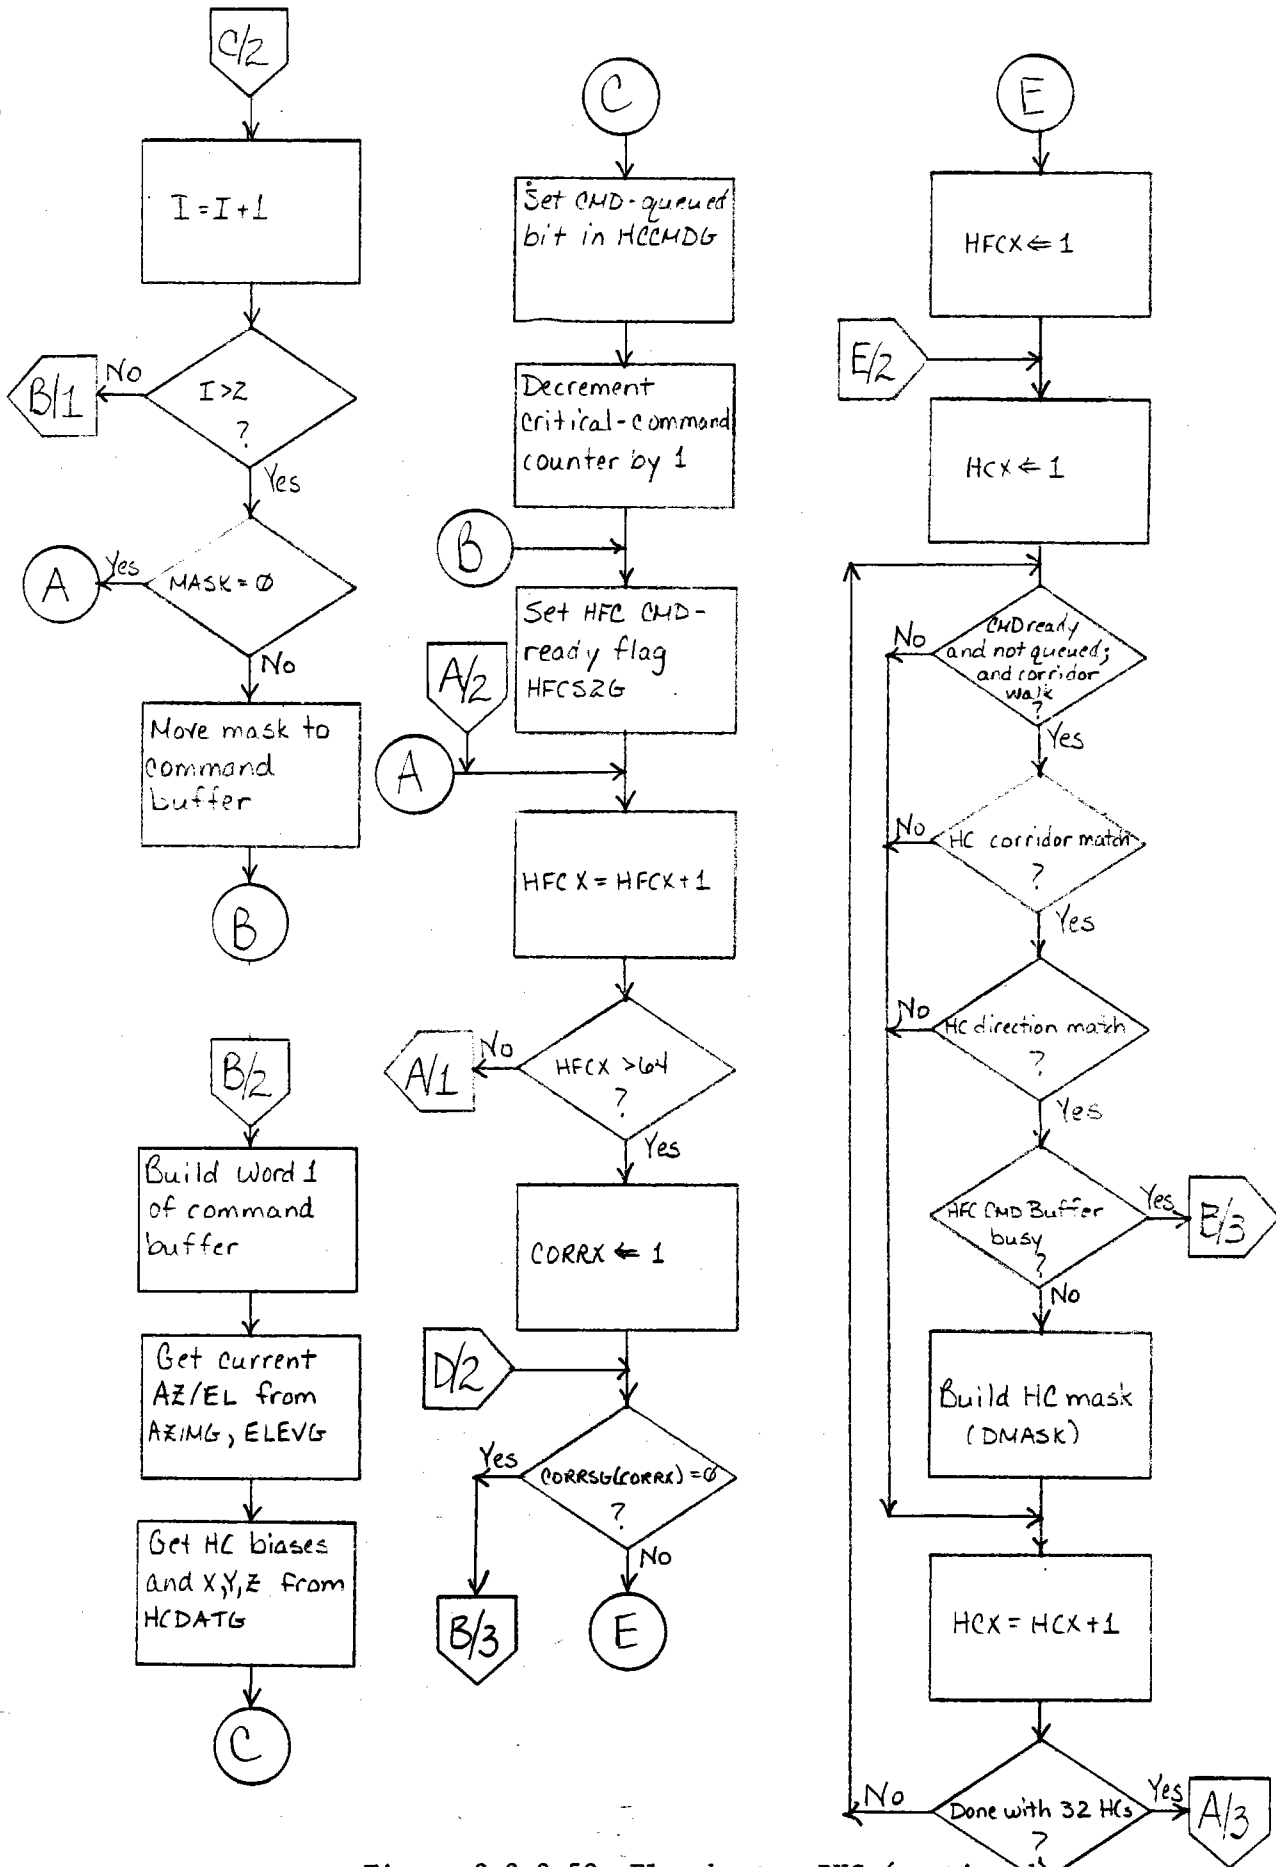 C/2
I = I + 1
I > 2
?
No
B/1
Yes
MASK = Ø
Yes
A
No
Move mask to
command
buffer
B
B/2
Build word 1
of command
buffer
Get current
AZ/EL from
AZIMG, ELEVG
Get HC biases
and X,Y,Z from
HCDATG
C
C
Set CMD-queued
bit in HCCMDG
Decrement
critical-command
counter by 1
B
Set HFC CMD-
ready flag
HFCS2G
A/2
A
HFCX = HFCX+1
HFCX >64
?
No
A/1
Yes
CORRX ⇐ 1
D/2
CORRSG(CORRX) = Ø
?
Yes
B/3
No
E
E
HFCX ⇐ 1
E/2
HCX ⇐ 1
CMD ready
and not queued;
and corridor
walk
?
No
Yes
HC corridor match
?
No
Yes
HC direction match
?
No
Yes
HFC CMD Buffer
busy
?
Yes
/3
No
Build HC mask
(DMASK)
HCX = HCX+1
Done with 32 HCs
?
No
Yes
A/3